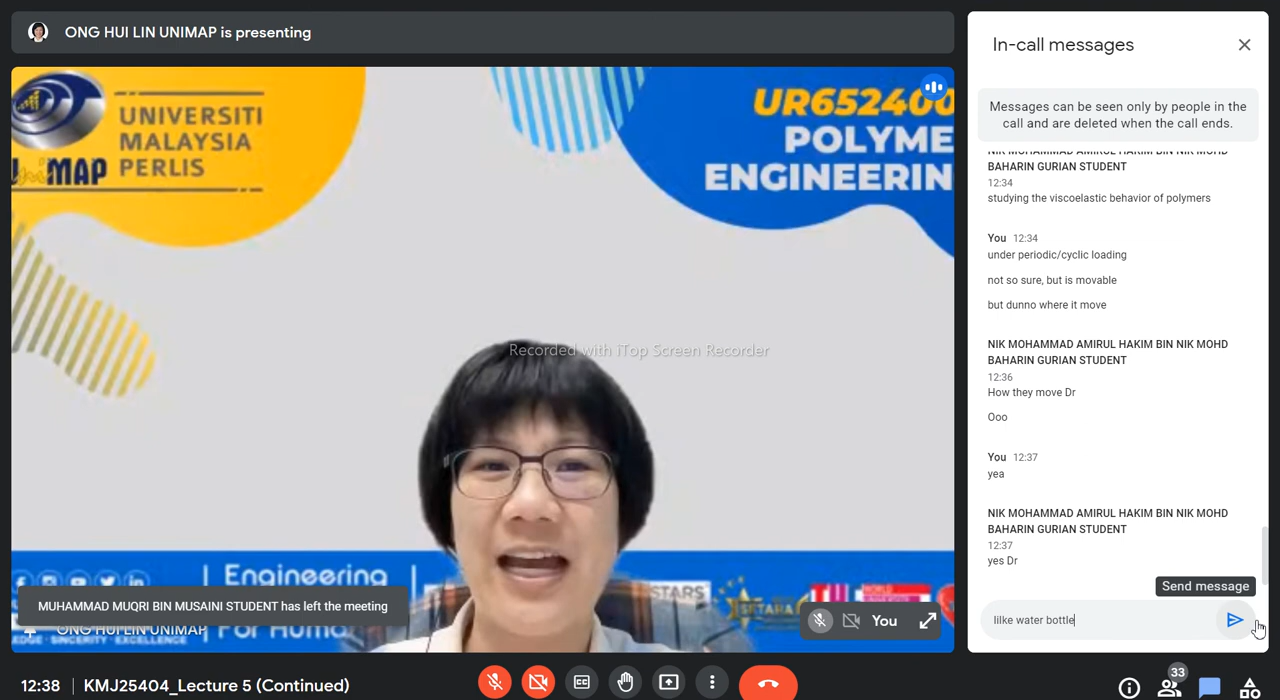 ONG HUI LIN UNIMAP is presenting
UNIVERSITI
MALAYSIA
PERLIS
MAP
UR652400
POLYME
ENGINEERIN
Recorded with iTop Screen Recorder
Engineering
For Huma
STARS
SETARA
EDGE · SINCERITY · EXCELLENCE
MUHAMMAD MUQRI BIN MUSAINI STUDENT has left the meeting
ONG HUI LIN UNIMAP
You
12:38 | KMJ25404_Lecture 5 (Continued)
33
In-call messages
Messages can be seen only by people in the
call and are deleted when the call ends.
NIK MOHAMMAD AMIRUL HAKIM BIN NIK MOHD
BAHARIN GURIAN STUDENT
12:34
studying the viscoelastic behavior of polymers
You 12:34
under periodic/cyclic loading
not so sure, but is movable
but dunno where it move
NIK MOHAMMAD AMIRUL HAKIM BIN NIK MOHD
BAHARIN GURIAN STUDENT
12:36
How they move Dr
Ooo
You 12:37
yea
NIK MOHAMMAD AMIRUL HAKIM BIN NIK MOHD
BAHARIN GURIAN STUDENT
12:37
yes Dr
Send message
lilke water bottle